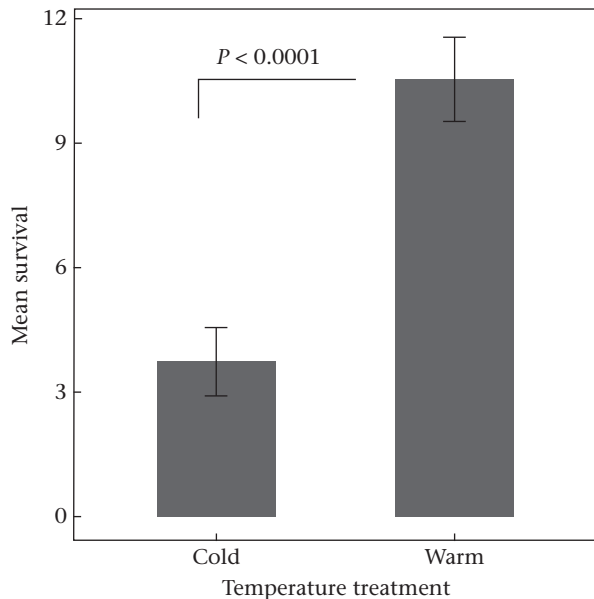 12
P < 0.0001
9
Mean survival
6
3
0
Cold Warm
Temperature treatment